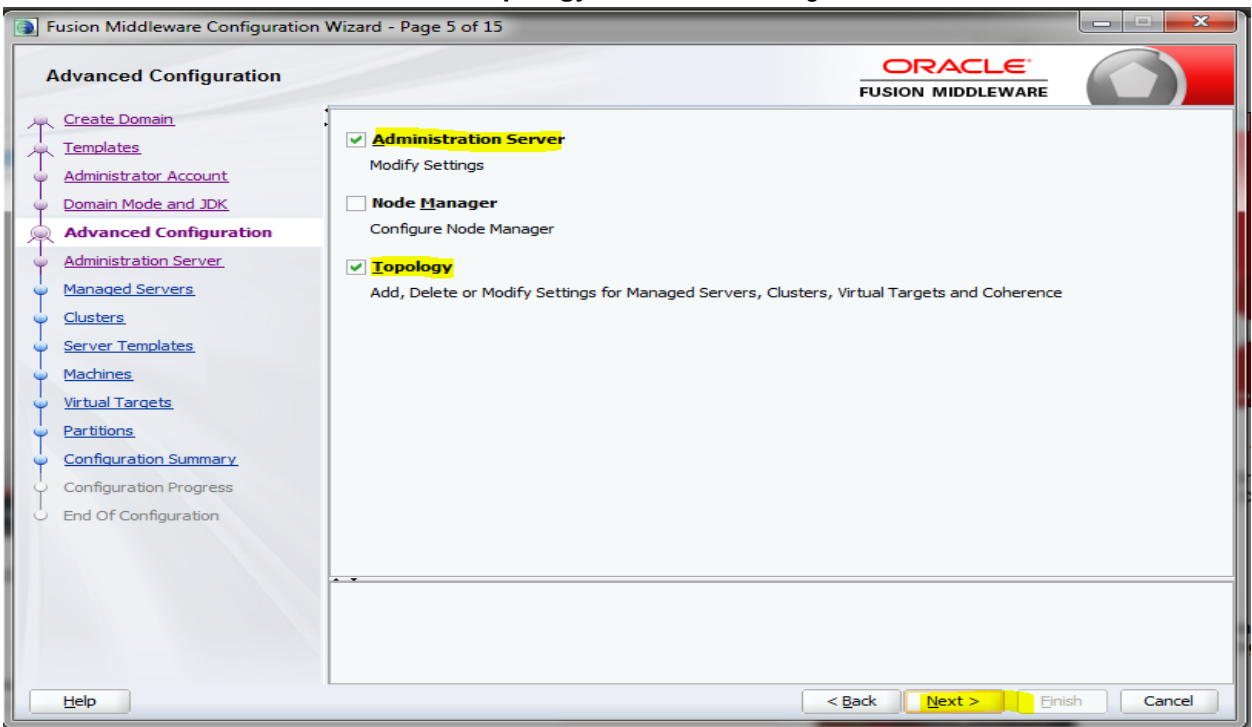 Fusion Middleware Configuration Wizard - Page 5 of 15
Advanced Configuration
ORACLE
FUSION MIDDLEWARE
Create Domain
Templates
Administrator Account
Domain Mode and JDK
Advanced Configuration
Administration Server
Managed Servers
Clusters
Server Templates
Machines
Virtual Targets
Partitions
Configuration Summary
Configuration Progress
End Of Configuration
Administration Server
Modify Settings
Node Manager
Configure Node Manager
Topology
Add, Delete or Modify Settings for Managed Servers, Clusters, Virtual Targets and Coherence
Help
< Back
Next >
Finish
Cancel